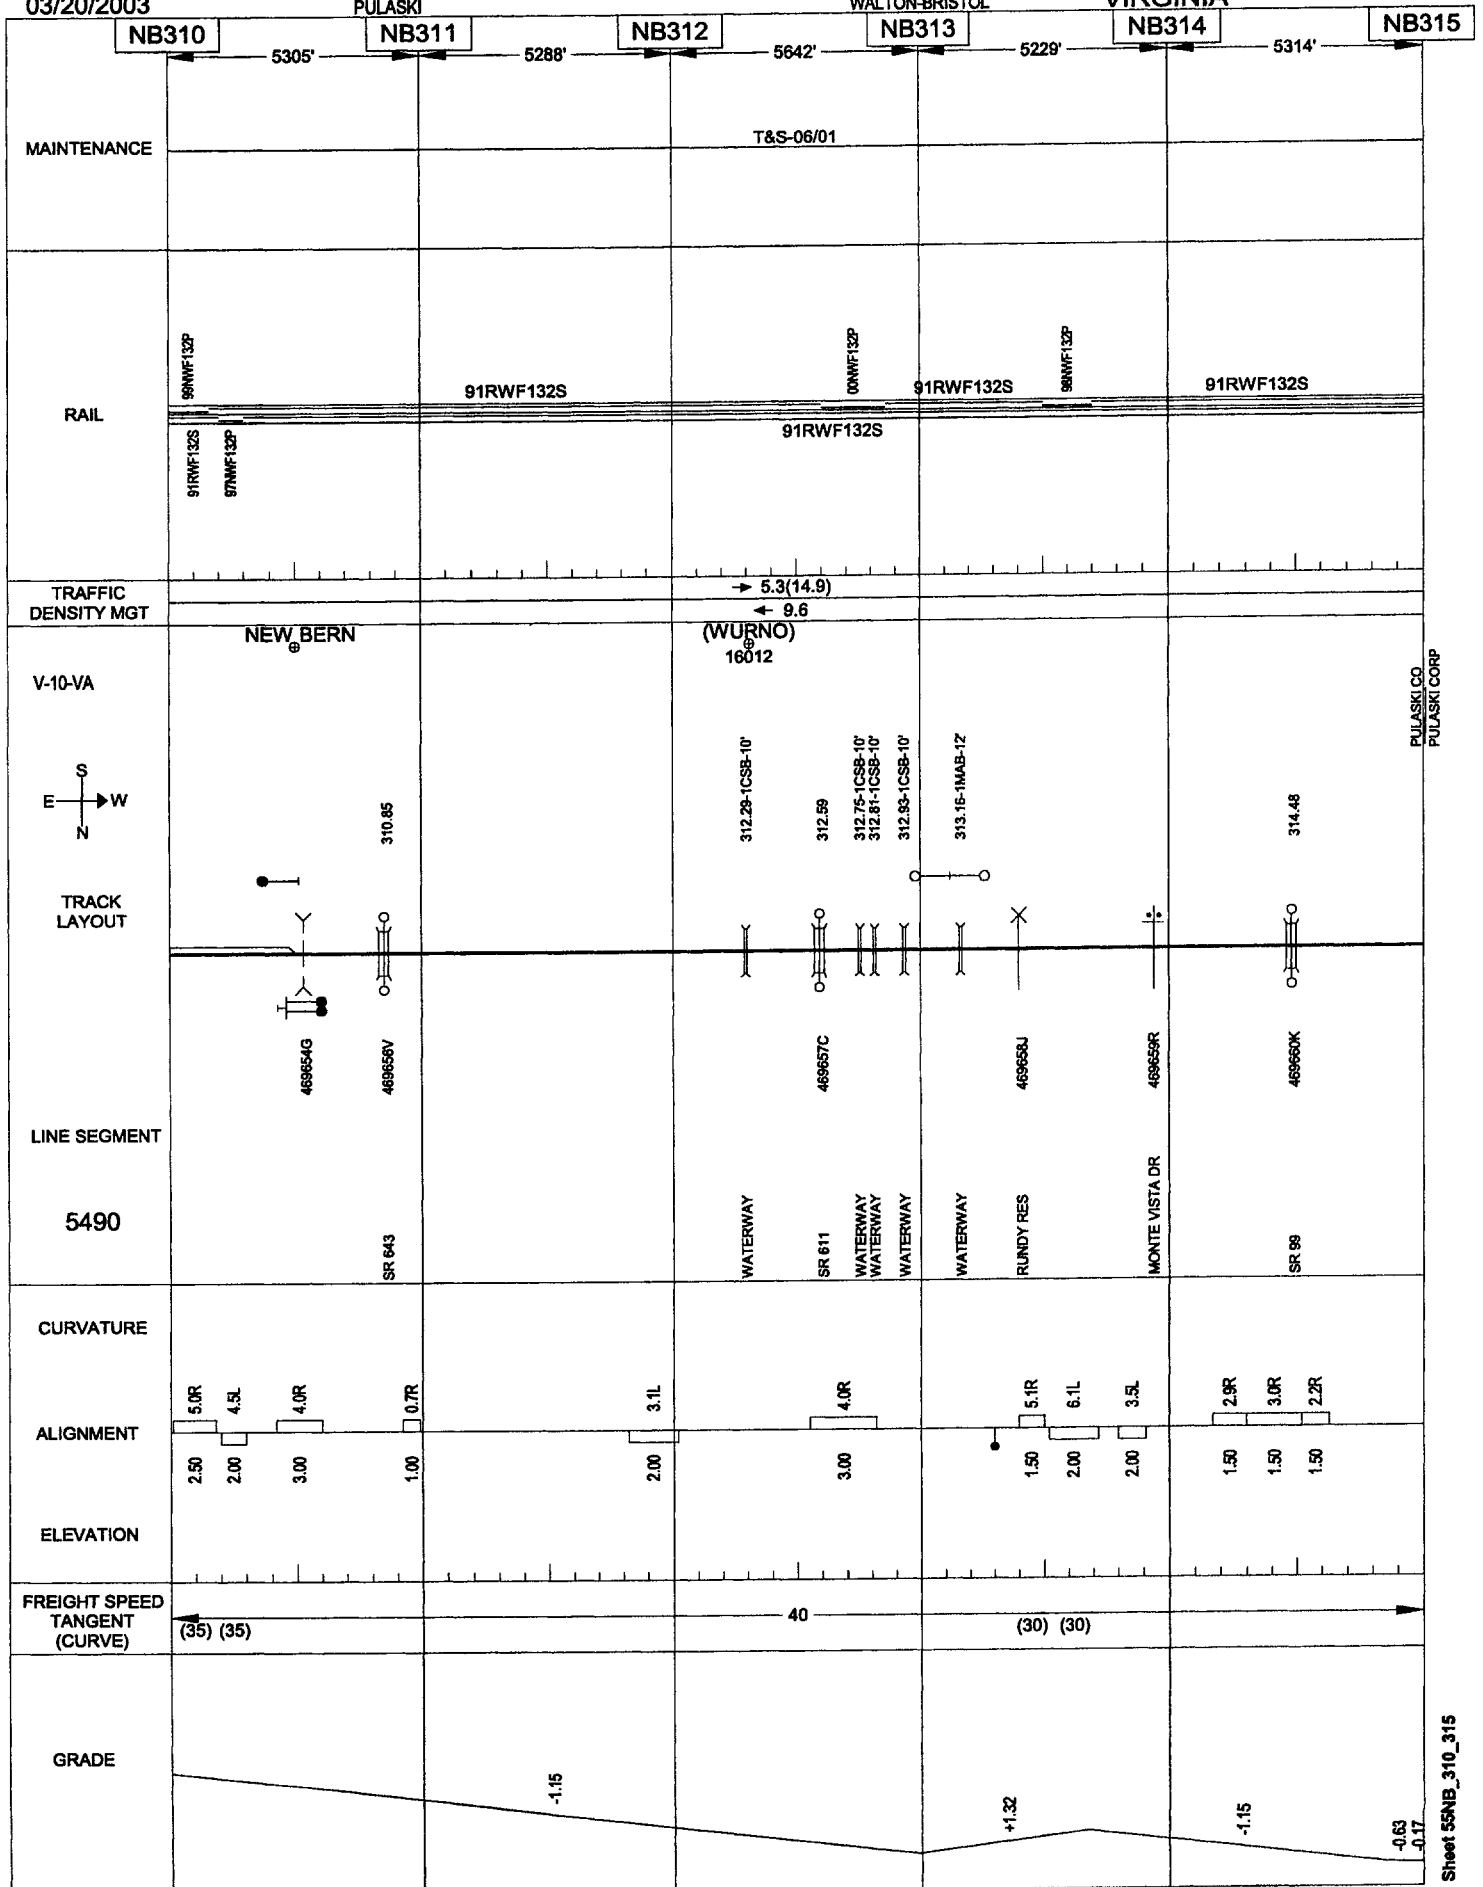 03/20/2003 PULASKI WALTON-BRISTOL VIRGINIA
NB310 NB311 NB312 NB313 NB314 NB315
5305' 5288' 5642' 5229' 5314'
MAINTENANCE
T&S-06/01
RAIL
99NWF132P
91RWF132S
00NWF132P
91RWF132S
98NWF132P
91RWF132S
91RWF132S
97NWF132P
91RWF132S
TRAFFIC
DENSITY MGT
→ 5.3(14.9)
← 9.6
NEW BERN
(WURNO)
16012
V-10-VA
PULASKI CO
PULASKI CORP
S
E W
N
310.85
312.29-1CSB-10'
312.59
312.75-1CSB-10'
312.81-1CSB-10'
312.93-1CSB-10'
313.16-1MAB-12'
314.48
TRACK
LAYOUT
469654G
469656V
469657C
469658J
469659R
469660K
LINE SEGMENT
5490
SR 643
WATERWAY
SR 611
WATERWAY
WATERWAY
WATERWAY
WATERWAY
RUNDY RES
MONTE VISTA DR
SR 99
CURVATURE
5.0R 4.5L 4.0R 0.7R 3.1L 4.0R 5.1R 6.1L 3.5L 2.9R 3.0R 2.2R
ALIGNMENT
2.50 2.00 3.00 1.00 2.00 3.00 1.50 2.00 2.00 1.50 1.50 1.50
ELEVATION
FREIGHT SPEED
TANGENT
(CURVE)
40
(35) (35) (30) (30)
GRADE
-1.15
+1.32
-1.15
-0.63
-0.17
Sheet 55NB_310_315